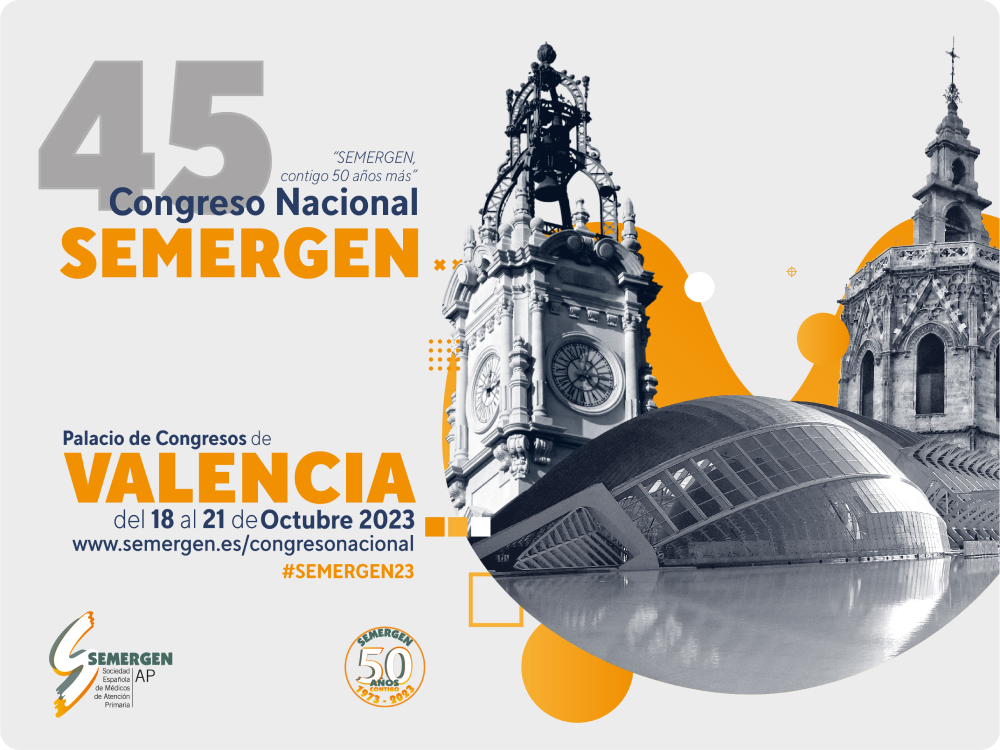 45
“SEMERGEN,
contigo 50 años más”
Congreso Nacional
SEMERGEN
Palacio de Congresos de
VALENCIA
del 18 al 21 de Octubre 2023
www.semergen.es/congresonacional
#SEMERGEN23
SEMERGEN
Sociedad
Española
de Médicos
de Atención
Primaria
AP
SEMERGEN
50
AÑOS
CONTIGO
1973 - 2023